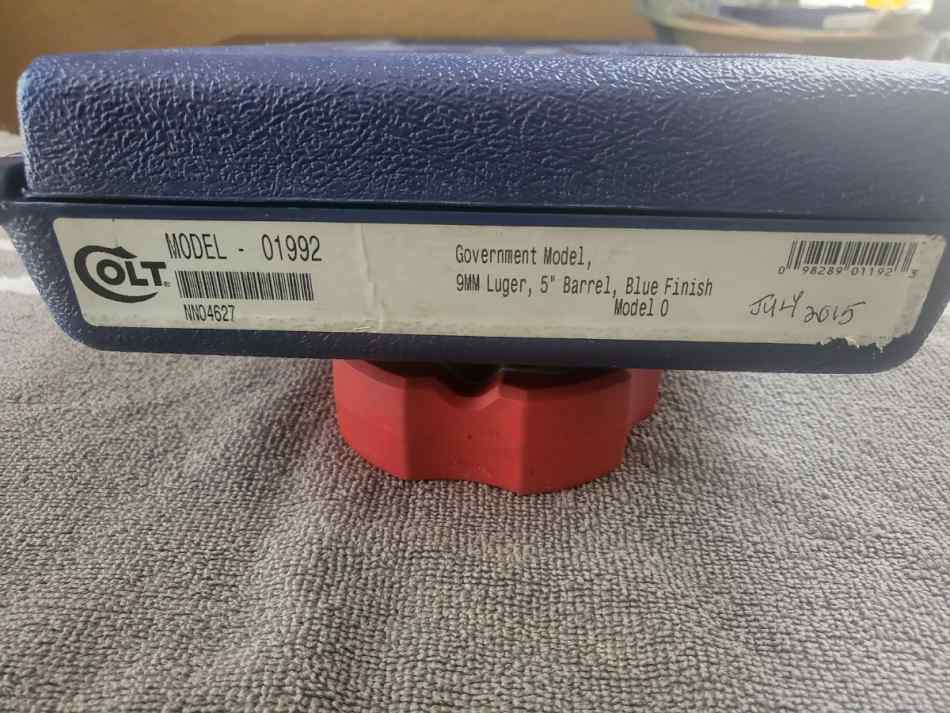 COLT®
MODEL - 01992
NN04627
Government Model,
9MM Luger, 5" Barrel, Blue Finish
Model O
0 98289 01192 3
July 2015